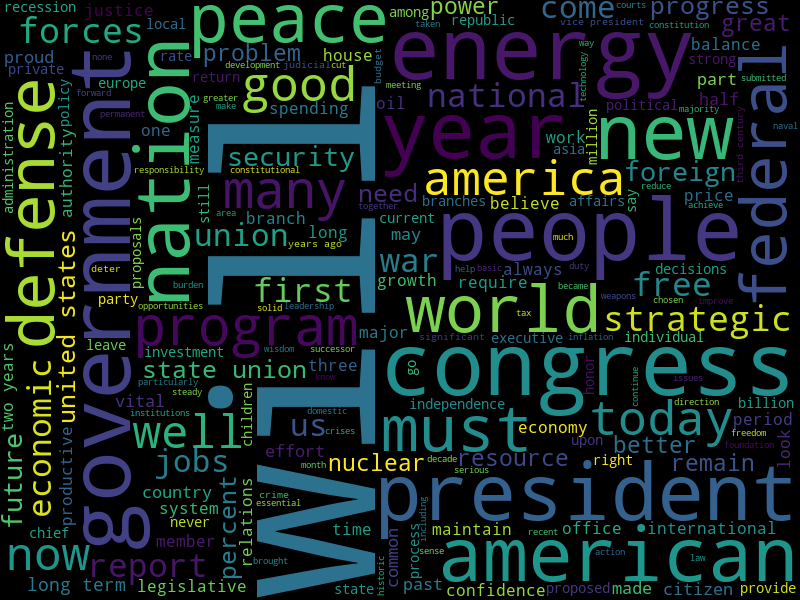 recession
justice
forces
local
proud
private
none
rate
problem
peace
house
among
power
republic
vice president
taken
courts
constitution
come
progress
great
balance
strong
part
europe
policy
authority
administration
defense
government
forward
permanent
nation
one
measure
return
development
judicial
cut
greater
make
good
spending
budget
meeting
oil
energy
national
way
technology
political
half
submitted
majority
third century
naval
federal
year
new
million
work
asia
security
responsibility
constitutional
many
still
area
need
together
america
branches
believe
affairs
foreign
say
reduce
price
achieve
proposals
branch
union
long
years ago
current
may
war
people
much
always
help
basic
duty
free
decisions
united states
deter
party
burden
opportunities
first
solid
leadership
growth
require
became
weapons
chosen
improve
world
tax
strategic
program
major
significant
executive
inflation
individual
leave
investment
wisdom
successor
three
know
state union
go
congress
honor
issues
economic
two years
future
vital
particularly
steady
institutions
children
domestic
crises
will
us
independence
continue
direction
billion
period
freedom
foundation
look
well
must
economy
today
upon
better
productive
jobs
effort
month
nuclear
decade
serious
resource
right
remain
country
system
crime
essential
never
percent
relations
chief
member
time
brought
president
including
now
report
common
process
sense
maintain
recent
office
international
action
law
american
long term
legislative
state
historic
past
confidence
proposed
made
citizen
provide